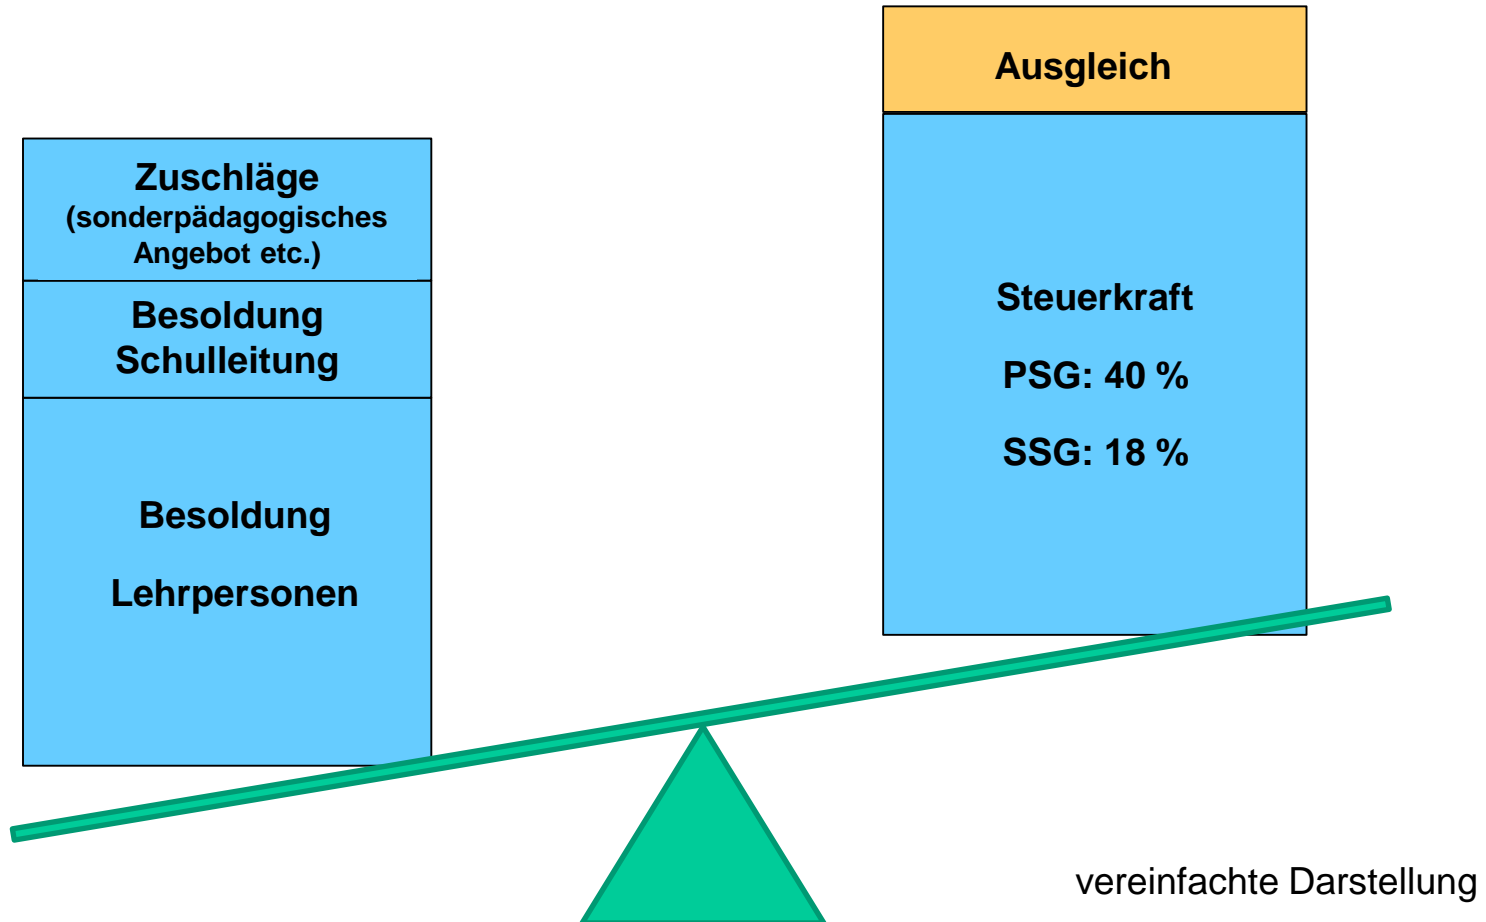 Zuschläge
(sonderpädagogisches
Angebot etc.)
Besoldung
Schulleitung
Besoldung
Lehrpersonen
Ausgleich
Steuerkraft
PSG: 40 %
SSG: 18 %
vereinfachte Darstellung